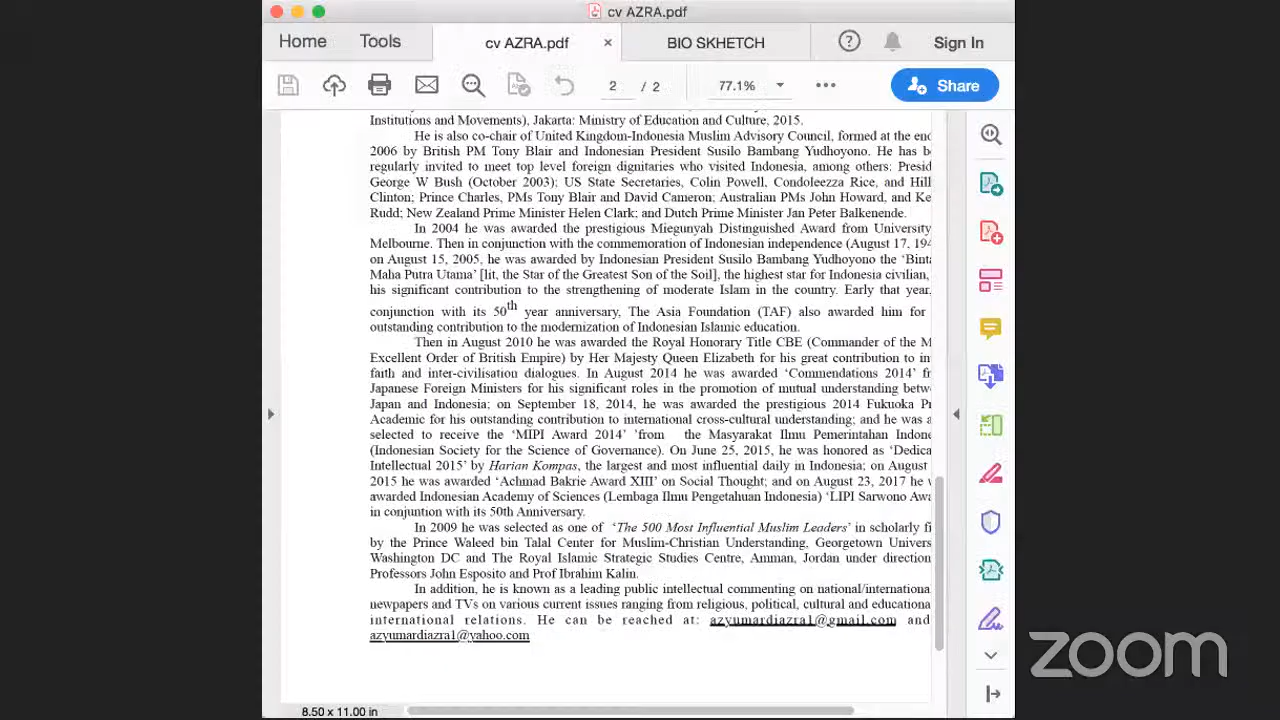 cv AZRA.pdf
Home
Tools
cv AZRA.pdf
×
BIO SKHETCH
Sign In
2 / 2
77.1%
Share
Institutions and Movements), Jakarta: Ministry of Education and Culture, 2015.
He is also co-chair of United Kingdom-Indonesia Muslim Advisory Council, formed at the end
2006 by British PM Tony Blair and Indonesian President Susilo Bambang Yudhoyono. He has be
regularly invited to meet top level foreign dignitaries who visited Indonesia, among others: Presid
George W Bush (October 2003); US State Secretaries, Colin Powell, Condoleezza Rice, and Hill
Clinton; Prince Charles, PMs Tony Blair and David Cameron; Australian PMs John Howard, and Ke
Rudd; New Zealand Prime Minister Helen Clark; and Dutch Prime Minister Jan Peter Balkenende.
In 2004 he was awarded the prestigious Miegunyah Distinguished Award from University
Melbourne. Then in conjunction with the commemoration of Indonesian independence (August 17, 194
on August 15, 2005, he was awarded by Indonesian President Susilo Bambang Yudhoyono the ‘Binta
Maha Putra Utama’ [lit, the Star of the Greatest Son of the Soil], the highest star for Indonesia civilian,
his significant contribution to the strengthening of moderate Islam in the country. Early that year,
conjunction with its 50th year anniversary, The Asia Foundation (TAF) also awarded him for
outstanding contribution to the modernization of Indonesian Islamic education.
Then in August 2010 he was awarded the Royal Honorary Title CBE (Commander of the M
Excellent Order of British Empire) by Her Majesty Queen Elizabeth for his great contribution to in
faith and inter-civilisation dialogues. In August 2014 he was awarded ‘Commendations 2014’ fr
Japanese Foreign Ministers for his significant roles in the promotion of mutual understanding betw
Japan and Indonesia; on September 18, 2014, he was awarded the prestigious 2014 Fukuoka Pr
Academic for his outstanding contribution to international cross-cultural understanding; and he was a
selected to receive the ‘MIPI Award 2014’ ’from the Masyarakat Ilmu Pemerintahan Indone
(Indonesian Society for the Science of Governance). On June 25, 2015, he was honored as ‘Dedica
Intellectual 2015’ by Harian Kompas, the largest and most influential daily in Indonesia; on August
2015 he was awarded ‘Achmad Bakrie Award XIII’ on Social Thought; and on August 23, 2017 he w
awarded Indonesian Academy of Sciences (Lembaga Ilmu Pengetahuan Indonesia) ‘LIPI Sarwono Awa
in conjuntion with its 50th Anniversary.
In 2009 he was selected as one of ‘The 500 Most Influential Muslim Leaders’ in scholarly fi
by the Prince Waleed bin Talal Center for Muslim-Christian Understanding, Georgetown Univers
Washington DC and The Royal Islamic Strategic Studies Centre, Amman, Jordan under direction
Professors John Esposito and Prof Ibrahim Kalin.
In addition, he is known as a leading public intellectual commenting on national/internationa
newpapers and TVs on various current issues ranging from religious, political, cultural and educationa
international relations. He can be reached at: azyumardiazra1@gmail.com and
azyumardiazra1@yahoo.com
8.50 x 11.00 in
zoom